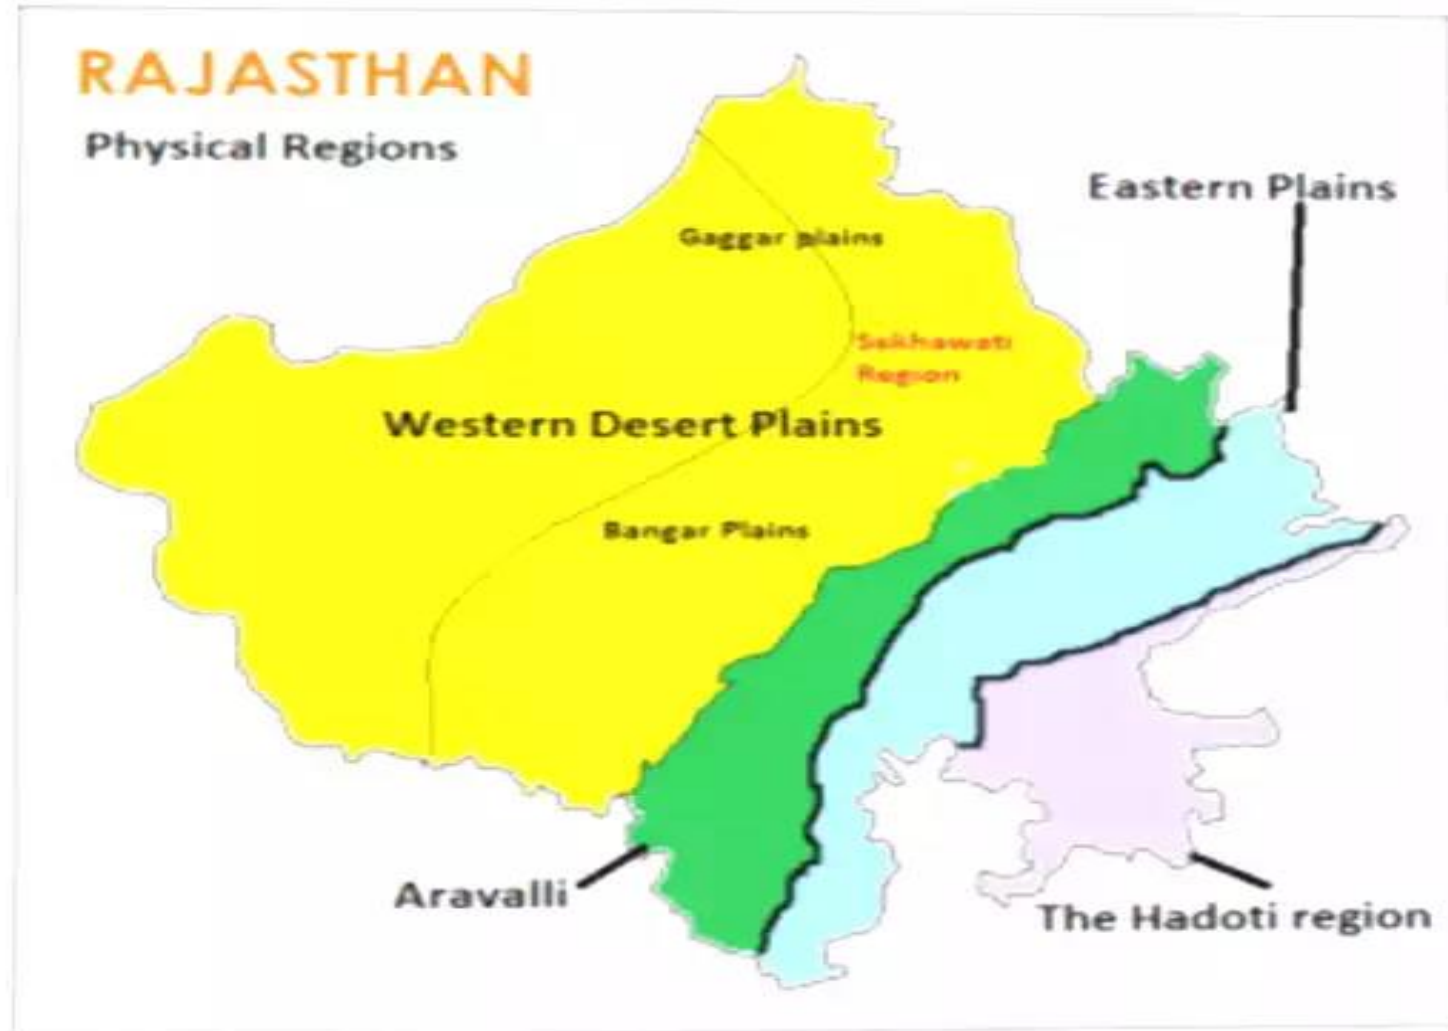 RAJASTHAN
Physical Regions
Eastern Plains
Gaggar plains
Sekhawati
Region
Western Desert Plains
Bangar Plains
Aravalli
The Hadoti region